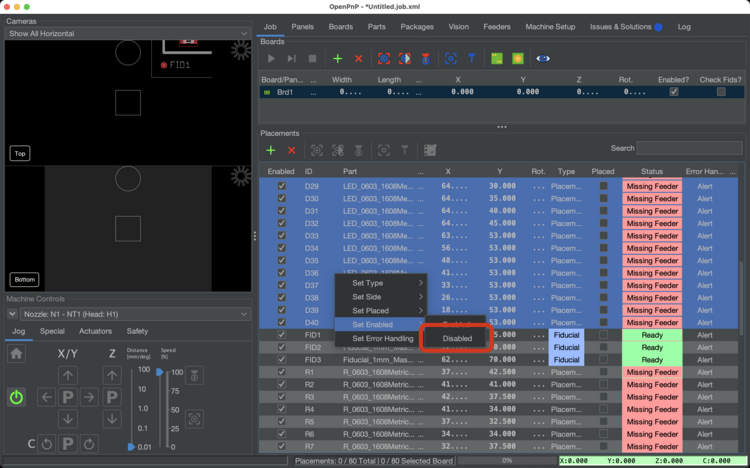 OpenPnP - *Untitled.job.xml
Cameras
Show All Horizontal
FID1
Top
Bottom
Machine Controls
Nozzle: N1 - NT1 (Head: H1)
Jog Special Actuators Safety
X/Y Z Distance [mm/deg] Speed [%]
100 100
10 75
1.0 50
0.1 25
0.01 0
P P
C P
Job Panels Boards Parts Packages Vision Feeders Machine Setup Issues & Solutions Log
Boards
Board/Pan... ... Width Length ... X Y Z Rot. Enabled? Check Fids?
Brd1 ... 0.... 0.... 0.000 0.000 0.... 0....
Placements
Search
Enabled ID Part ... X Y Rot. Type Placed Status Error Han... ...
D29 LED_0603_1608Me... ... 64.... 30.000 ... Placem... Missing Feeder Alert
D30 LED_0603_1608Me... ... 64.... 35.000 ... Placem... Missing Feeder Alert
D31 LED_0603_1608Me... ... 64.... 40.000 ... Placem... Missing Feeder Alert
D32 LED_0603_1608Me... ... 64.... 45.000 ... Placem... Missing Feeder Alert
D33 LED_0603_1608Me... ... 63.... 53.000 ... Placem... Missing Feeder Alert
D34 LED_0603_1608Me... ... 56.... 53.000 ... Placem... Missing Feeder Alert
D35 LED_0603_1608Me... ... 48.... 53.000 ... Placem... Missing Feeder Alert
D36 LED_0603_1608Me... ... 41.... 53.000 ... Placem... Missing Feeder Alert
D37 ... 33.... 53.000 ... Placem... Missing Feeder Alert
D38 ... 26.... 53.000 ... Placem... Missing Feeder Alert
D39 ... 18.... 53.000 ... Placem... Missing Feeder Alert
D40 53.000 ... Placem... Missing Feeder Alert
Set Type
Set Side
Set Placed
Set Enabled
Set Error Handling
Disabled
FID1 5.000 ... Fiducial Ready Alert
FID2 .000 ... Fiducial Ready Alert
FID3 Fiducial_1mm_Mas... ... 62.... 70.000 ... Fiducial Ready Alert
R1 R_0603_1608Metric... ... 37.... 42.500 ... Placem... Missing Feeder Alert
R2 R_0603_1608Metric... ... 41.... 41.000 ... Placem... Missing Feeder Alert
R3 R_0603_1608Metric... ... 42.... 37.500 ... Placem... Missing Feeder Alert
R4 R_0603_1608Metric... ... 41.... 34.000 ... Placem... Missing Feeder Alert
R5 R_0603_1608Metric... ... 37.... 32.500 ... Placem... Missing Feeder Alert
R6 R_0603_1608Metric... ... 34.... 34.000 ... Placem... Missing Feeder Alert
R7 R_0603_1608Metric... ... 32.... 37.500 ... Placem... Missing Feeder Alert
Placements: 0 / 80 Total | 0 / 80 Selected Board 0% X:0.000 Y:0.000 Z:0.000 C:0.000